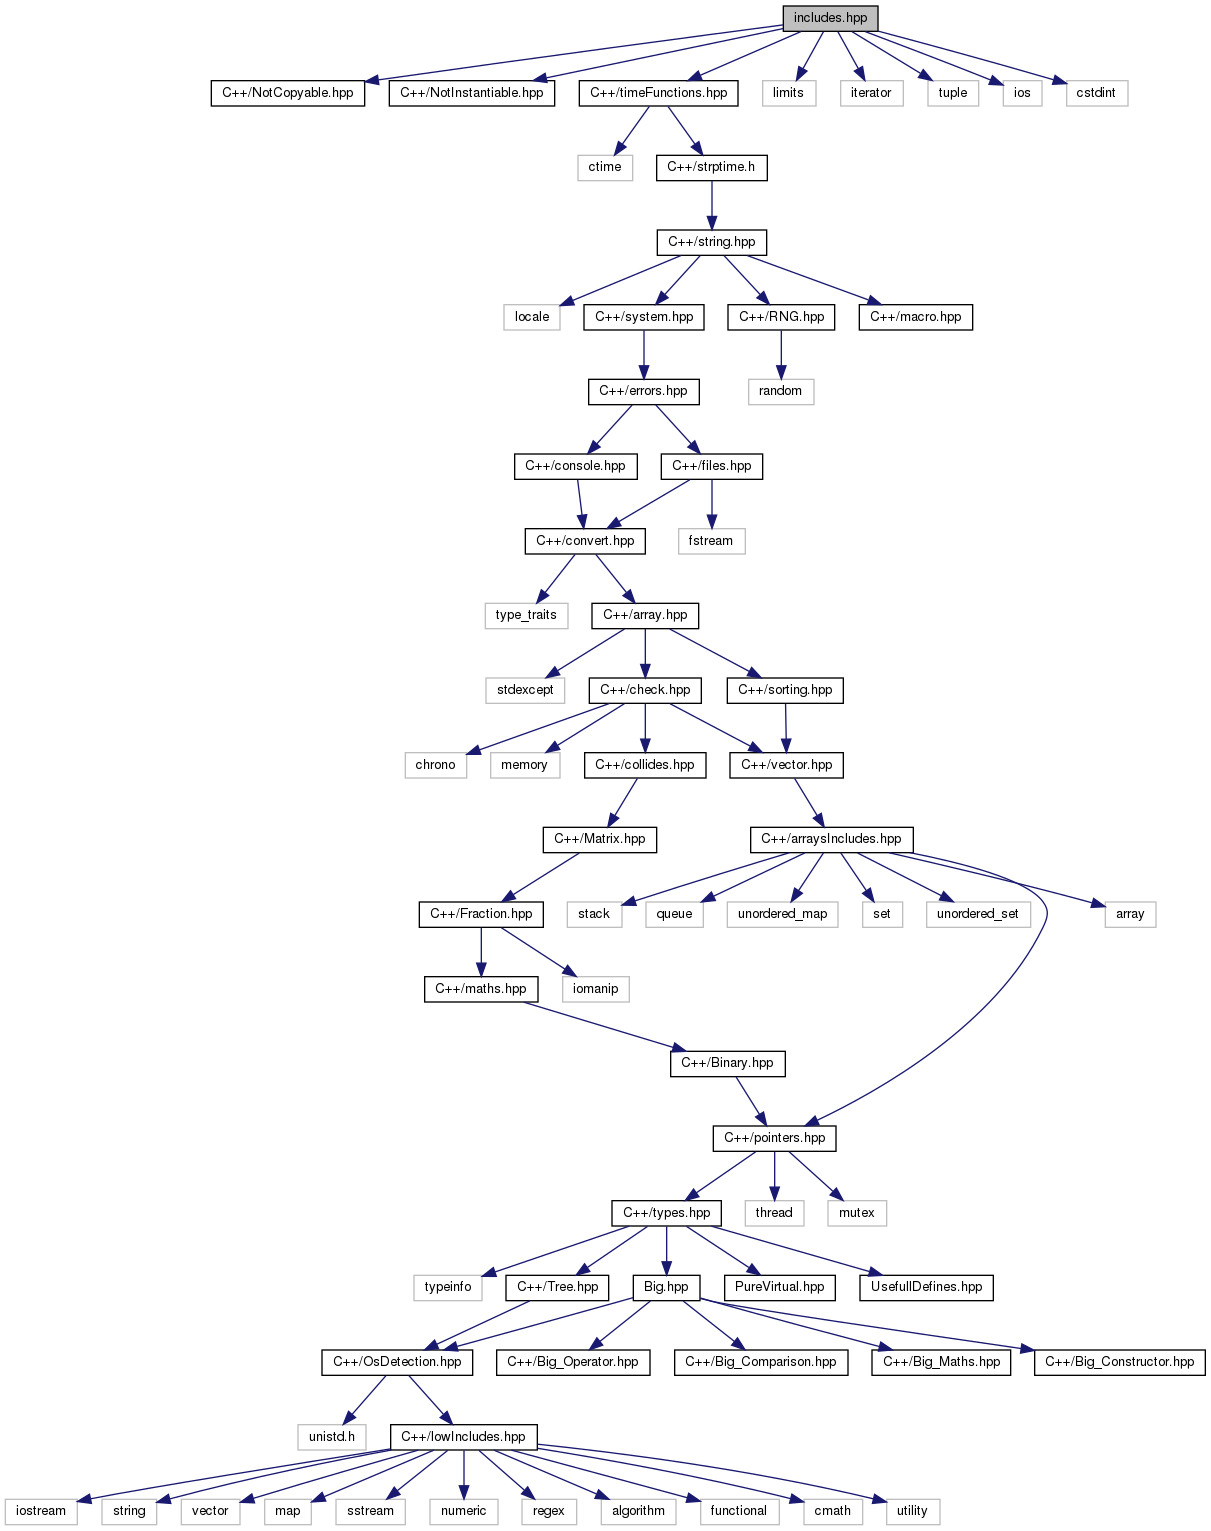 includes.hpp
C++/NotCopyable.hpp
C++/NotInstantiable.hpp
C++/timeFunctions.hpp
limits
iterator
tuple
ios
cstdint
ctime
C++/strptime.h
C++/string.hpp
locale
C++/system.hpp
C++/RNG.hpp
C++/macro.hpp
C++/errors.hpp
random
C++/console.hpp
C++/files.hpp
C++/convert.hpp
fstream
type_traits
C++/array.hpp
stdexcept
C++/check.hpp
C++/sorting.hpp
chrono
memory
C++/collides.hpp
C++/vector.hpp
C++/Matrix.hpp
C++/arraysIncludes.hpp
C++/Fraction.hpp
stack
queue
unordered_map
set
unordered_set
array
C++/maths.hpp
iomanip
C++/Binary.hpp
C++/pointers.hpp
C++/types.hpp
thread
mutex
typeinfo
C++/Tree.hpp
Big.hpp
PureVirtual.hpp
UsefullDefines.hpp
C++/OsDetection.hpp
C++/Big_Operator.hpp
C++/Big_Comparison.hpp
C++/Big_Maths.hpp
C++/Big_Constructor.hpp
unistd.h
C++/lowIncludes.hpp
iostream
string
vector
map
sstream
numeric
regex
algorithm
functional
cmath
utility